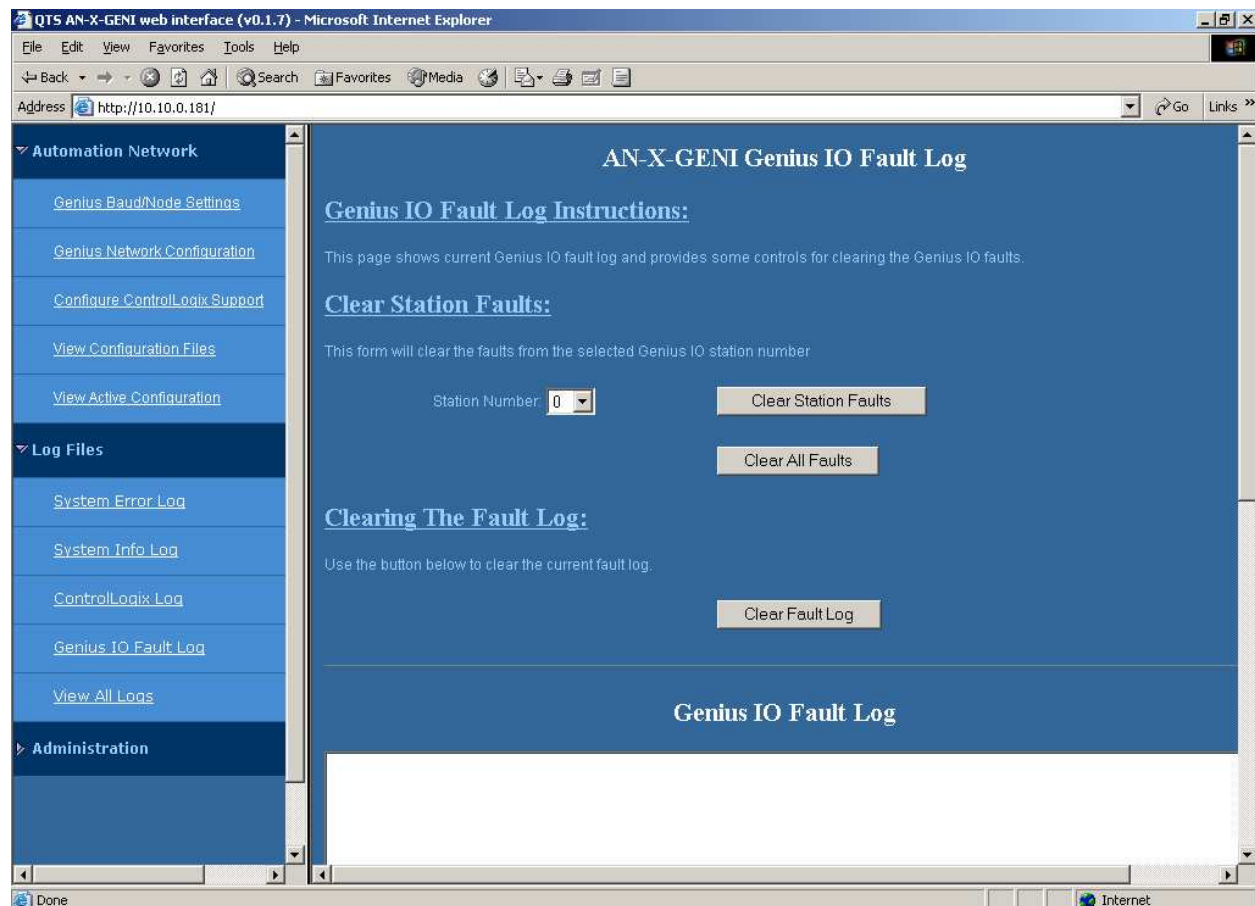 QTS AN-X-GENI web interface (v0.1.7) - Microsoft Internet Explorer
File Edit View Favorites Tools Help
Back Search Favorites Media
Address http://10.10.0.181/ Go Links »
Automation Network
Genius Baud/Node Settings
Genius Network Configuration
Configure ControlLogix Support
View Configuration Files
View Active Configuration
Log Files
System Error Log
System Info Log
ControlLogix Log
Genius IO Fault Log
View All Logs
Administration
AN-X-GENI Genius IO Fault Log
Genius IO Fault Log Instructions:
This page shows current Genius IO fault log and provides some controls for clearing the Genius IO faults.
Clear Station Faults:
This form will clear the faults from the selected Genius IO station number
Station Number: 0 Clear Station Faults
Clear All Faults
Clearing The Fault Log:
Use the button below to clear the current fault log.
Clear Fault Log
Genius IO Fault Log
Done Internet